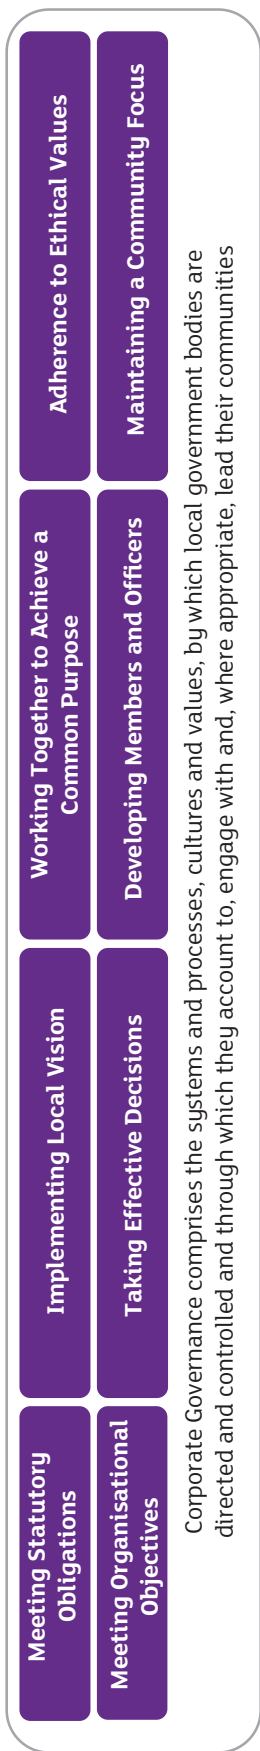 Meeting Statutory
Obligations
Implementing Local Vision
Working Together to Achieve a
Common Purpose
Adherence to Ethical Values
Meeting Organisational
Objectives
Taking Effective Decisions
Developing Members and Officers
Maintaining a Community Focus
Corporate Governance comprises the systems and processes, cultures and values, by which local government bodies are
directed and controlled and through which they account to, engage with and, where appropriate, lead their communities